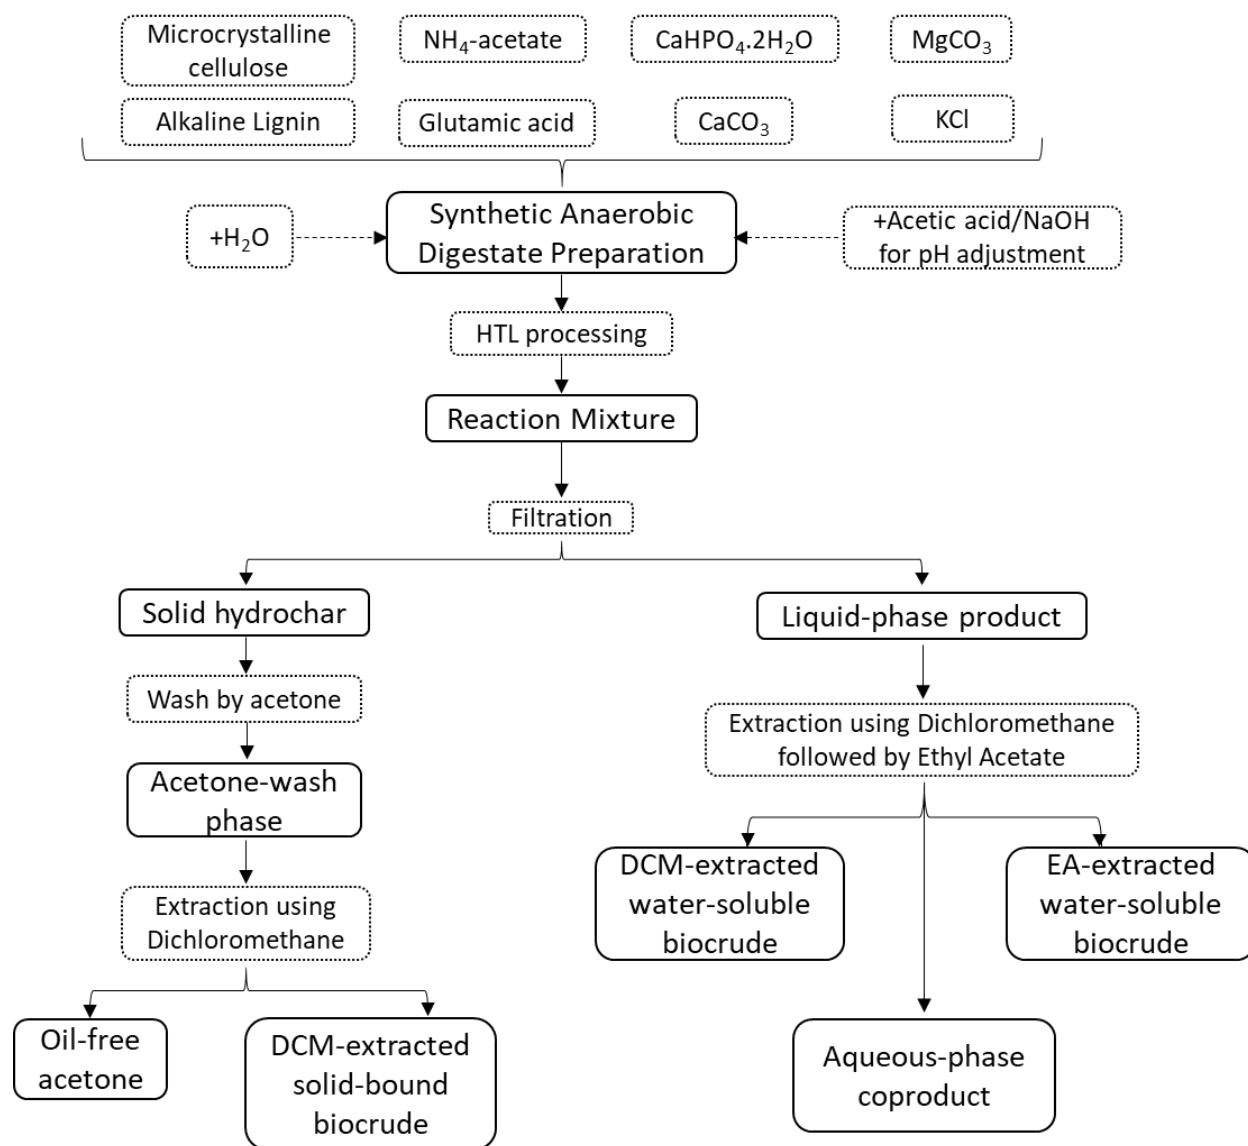 Microcrystalline
cellulose
NH₄-acetate
CaHPO₄.2H₂O
MgCO₃
Alkaline Lignin
Glutamic acid
CaCO₃
KCl
Synthetic Anaerobic
Digestate Preparation
+H₂O
+Acetic acid/NaOH
for pH adjustment
HTL processing
Reaction Mixture
Filtration
Solid hydrochar
Liquid-phase product
Wash by acetone
Extraction using Dichloromethane
followed by Ethyl Acetate
Acetone-wash
phase
DCM-extracted
water-soluble
biocrude
EA-extracted
water-soluble
biocrude
Extraction using
Dichloromethane
Oil-free
acetone
DCM-extracted
solid-bound
biocrude
Aqueous-phase
coproduct